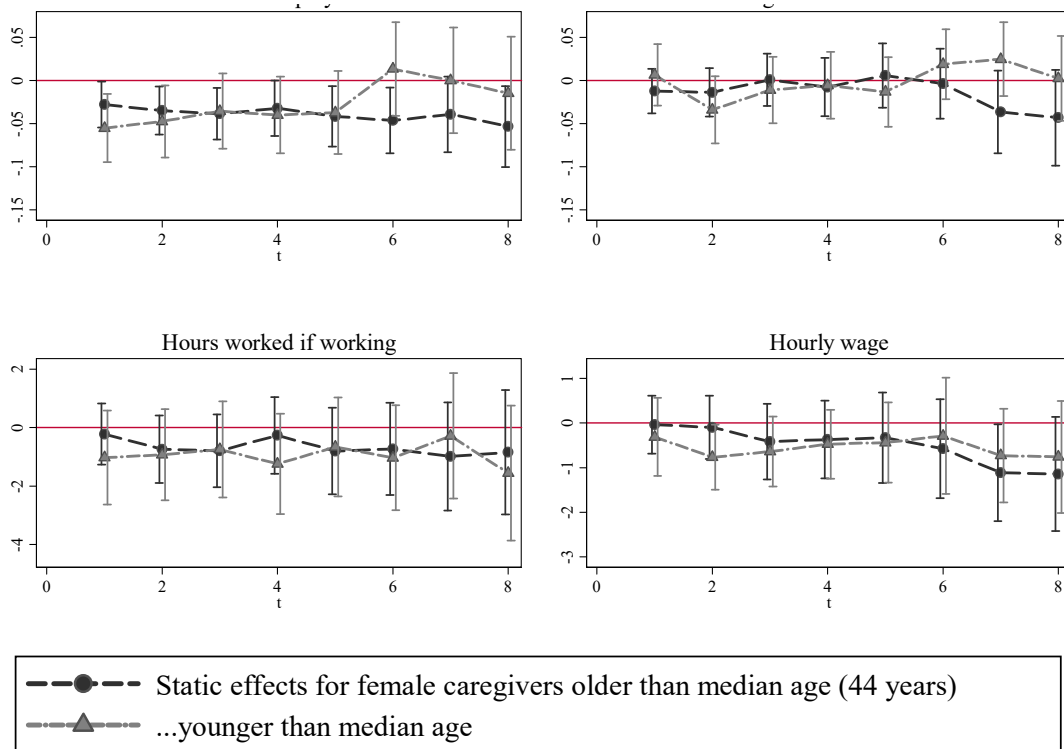 .05
0
-.05
-.1
-.15
0 2 4 6 8
t
.05
0
-.05
-.1
-.15
0 2 4 6 8
t
Hours worked if working
2
0
-2
-4
0 2 4 6 8
t
Hourly wage
1
0
-1
-2
-3
0 2 4 6 8
t
Static effects for female caregivers older than median age (44 years)
...younger than median age